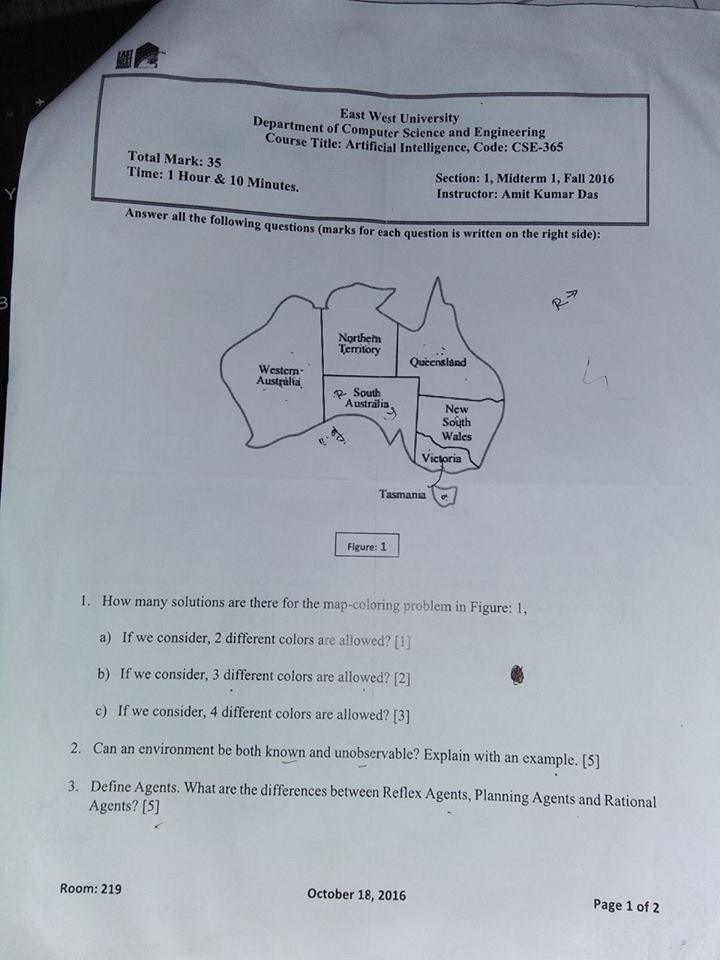 EAST WEST
East West University
Department of Computer Science and Engineering
Course Title: Artificial Intelligence, Code: CSE-365
Total Mark: 35
Time: 1 Hour & 10 Minutes.
Section: 1, Midterm 1, Fall 2016
Instructor: Amit Kumar Das
Answer all the following questions (marks for each question is written on the right side):
R
Northern
Territory
Queensland
Western
Australia
R South
Australia
New
South
Wales
Victoria
Tasmania
Figure: 1
1. How many solutions are there for the map-coloring problem in Figure: 1,
a) If we consider, 2 different colors are allowed? [1]
b) If we consider, 3 different colors are allowed? [2]
c) If we consider, 4 different colors are allowed? [3]
2. Can an environment be both known and unobservable? Explain with an example. [5]
3. Define Agents. What are the differences between Reflex Agents, Planning Agents and Rational
Agents? [5]
Room: 219
October 18, 2016
Page 1 of 2